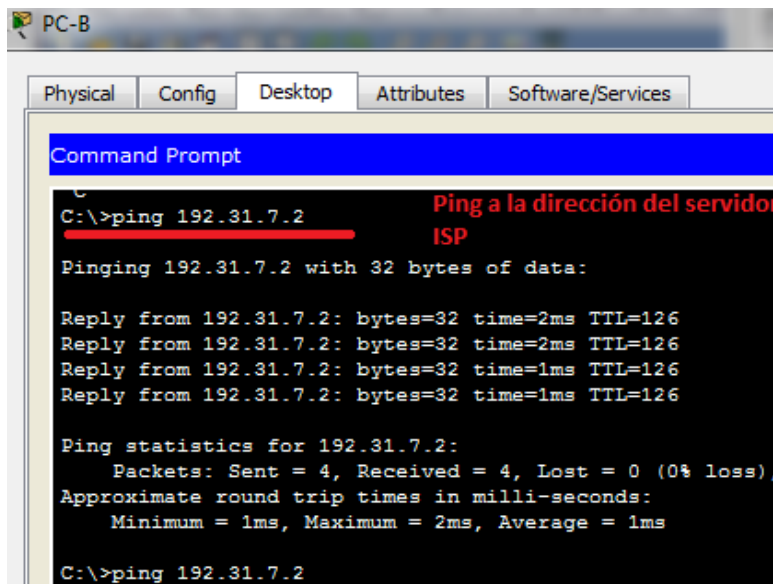 PC-B
Physical Config Desktop Attributes Software/Services
Command Prompt
C:\>ping 192.31.7.2
Ping a la dirección del servidor
ISP
Pinging 192.31.7.2 with 32 bytes of data:
Reply from 192.31.7.2: bytes=32 time=2ms TTL=126
Reply from 192.31.7.2: bytes=32 time=2ms TTL=126
Reply from 192.31.7.2: bytes=32 time=1ms TTL=126
Reply from 192.31.7.2: bytes=32 time=1ms TTL=126
Ping statistics for 192.31.7.2:
Packets: Sent = 4, Received = 4, Lost = 0 (0% loss),
Approximate round trip times in milli-seconds:
Minimum = 1ms, Maximum = 2ms, Average = 1ms
C:\>ping 192.31.7.2